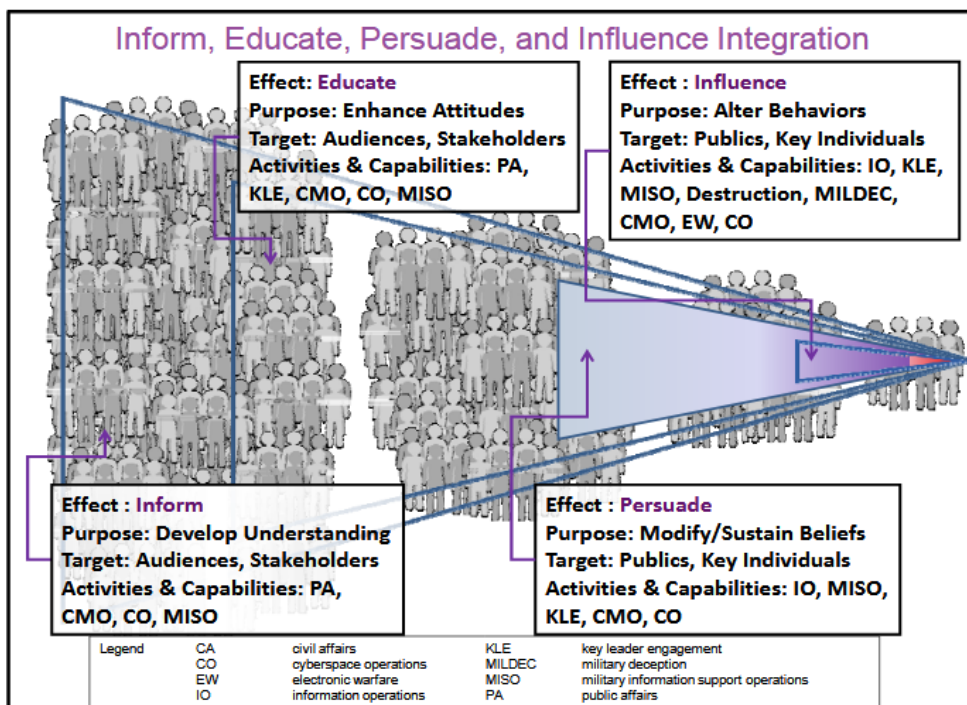 Inform, Educate, Persuade, and Influence Integration
Effect: Educate
Purpose: Enhance Attitudes
Target: Audiences, Stakeholders
Activities & Capabilities: PA,
KLE, CMO, CO, MISO
Effect : Influence
Purpose: Alter Behaviors
Target: Publics, Key Individuals
Activities & Capabilities: IO, KLE,
MISO, Destruction, MILDEC,
CMO, EW, CO
Effect : Inform
Purpose: Develop Understanding
Target: Audiences, Stakeholders
Activities & Capabilities: PA,
CMO, CO, MISO
Effect : Persuade
Purpose: Modify/Sustain Beliefs
Target: Publics, Key Individuals
Activities & Capabilities: IO, MISO,
KLE, CMO, CO
Legend CA civil affairs KLE key leader engagement
CO cyberspace operations MILDEC military deception
EW electronic warfare MISO military information support operations
IO information operations PA public affairs